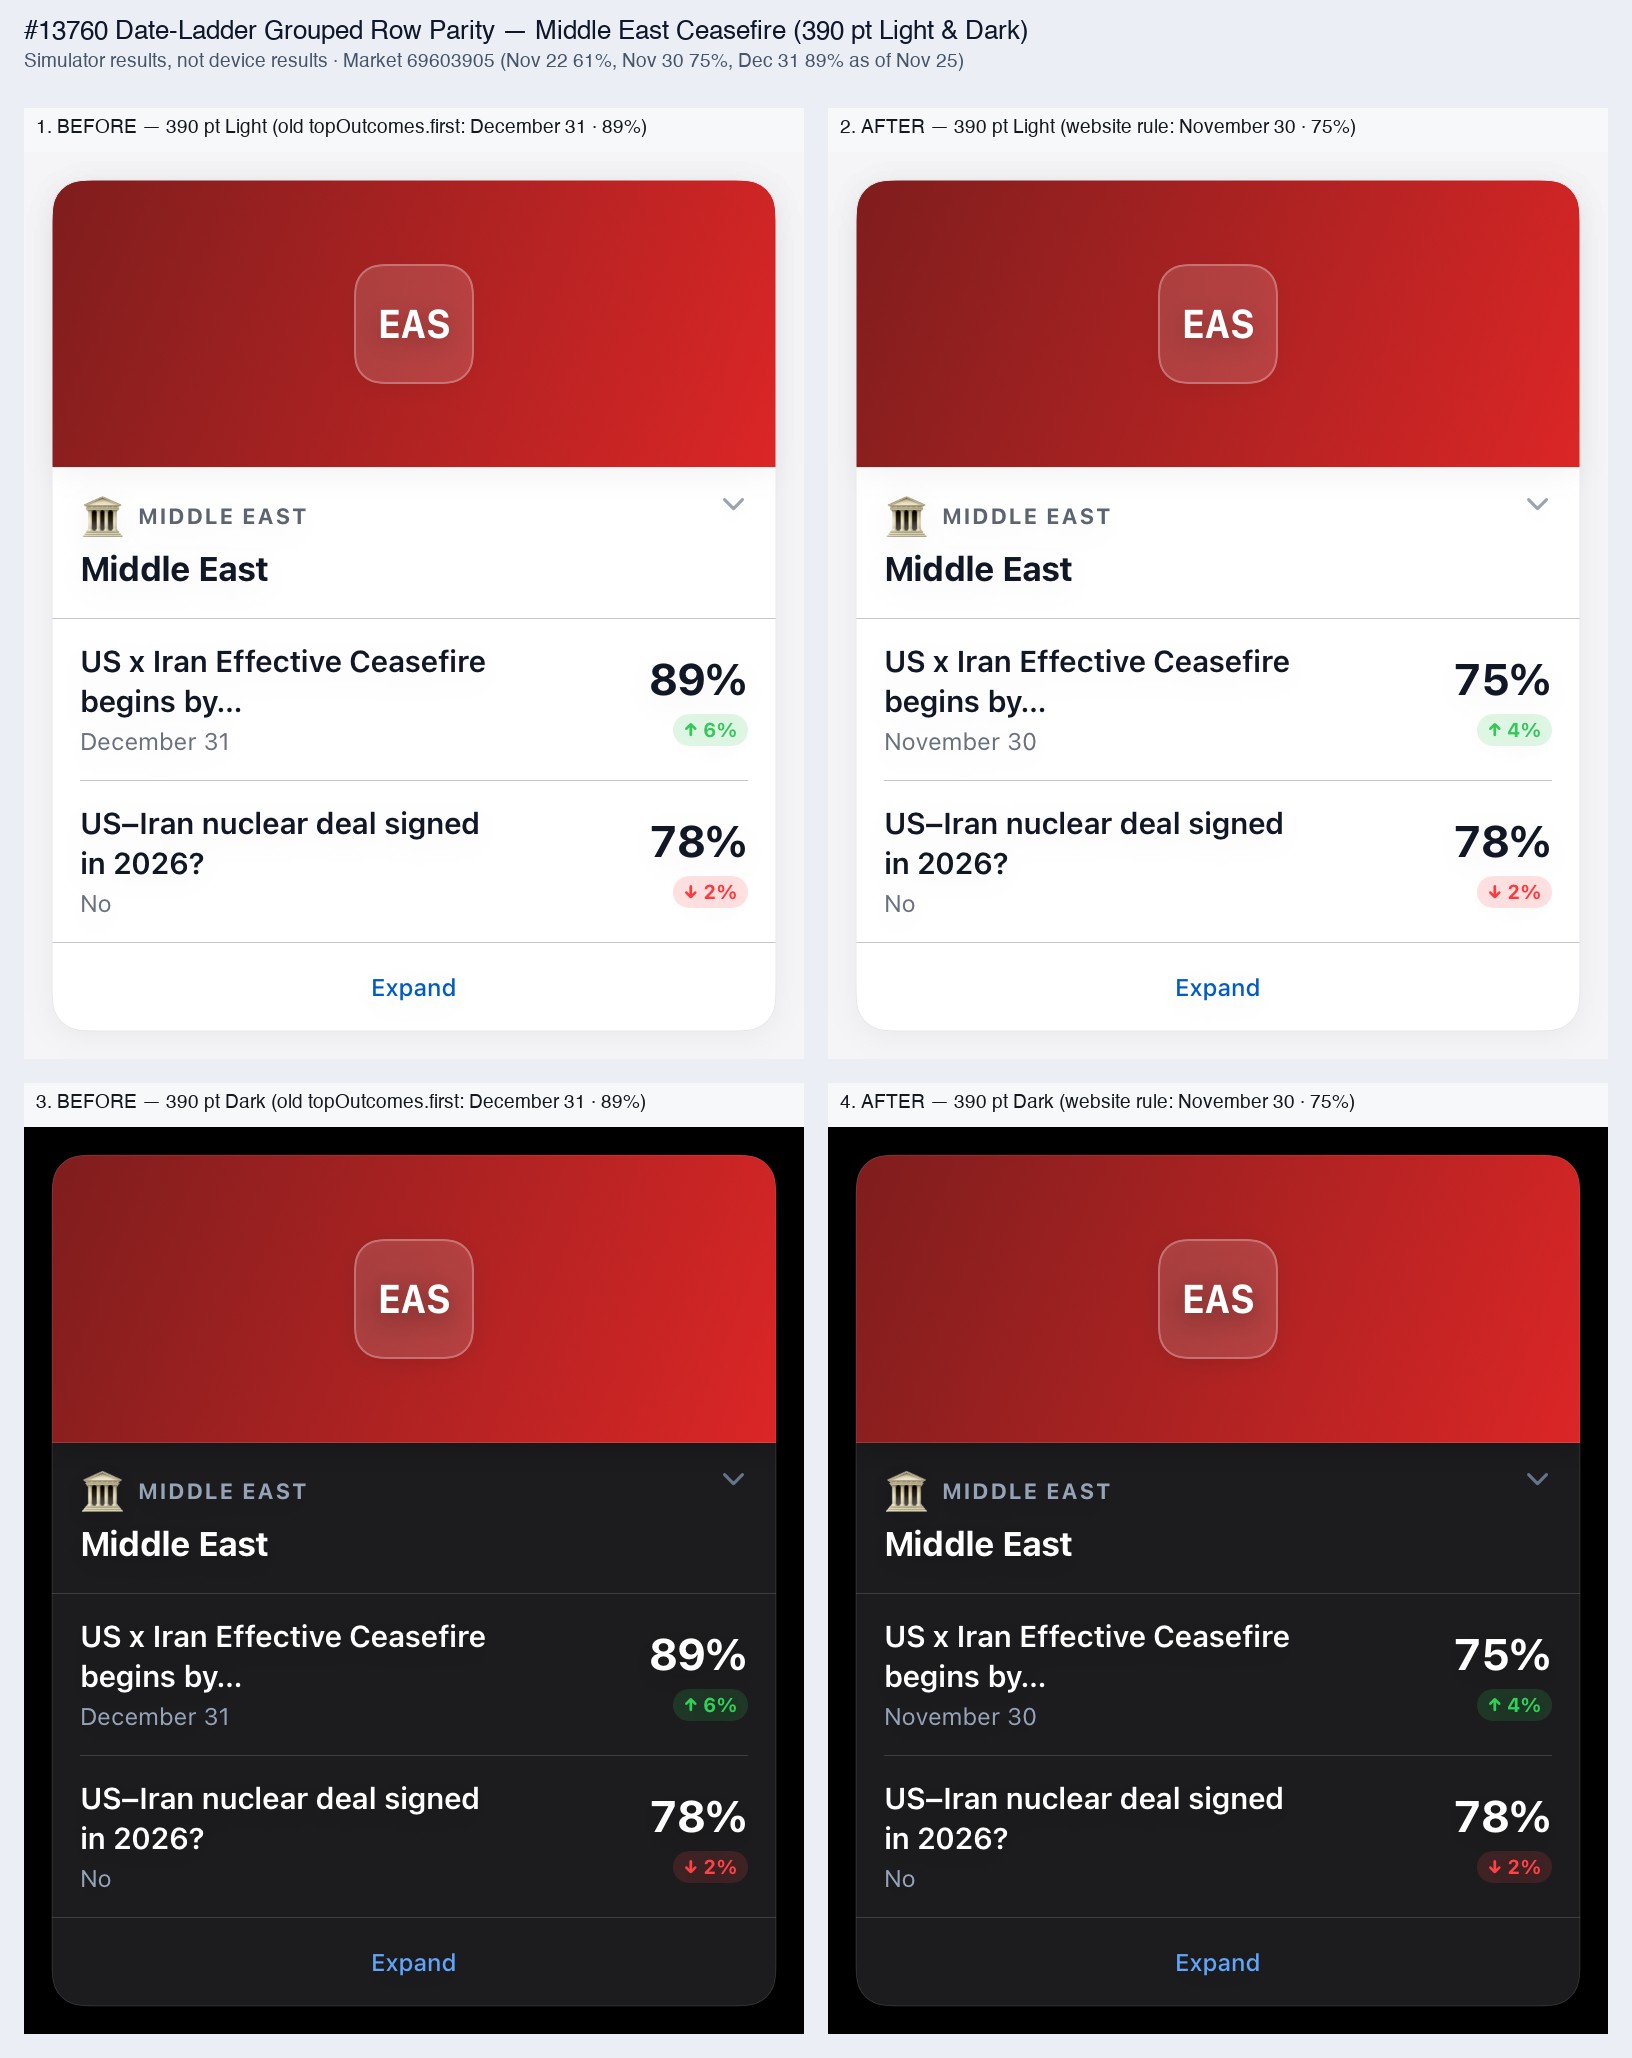 #13760 Date-Ladder Grouped Row Parity — Middle East Ceasefire (390 pt Light & Dark)
Simulator results, not device results · Market 69603905 (Nov 22 61%, Nov 30 75%, Dec 31 89% as of Nov 25)
1. BEFORE — 390 pt Light (old topOutcomes.first: December 31 · 89%)
EAS
MIDDLE EAST
Middle East
US x Iran Effective Ceasefire
begins by...
December 31
89%
↑ 6%
US–Iran nuclear deal signed
in 2026?
No
78%
↓ 2%
Expand
2. AFTER — 390 pt Light (website rule: November 30 · 75%)
EAS
MIDDLE EAST
Middle East
US x Iran Effective Ceasefire
begins by...
November 30
75%
↑ 4%
US–Iran nuclear deal signed
in 2026?
No
78%
↓ 2%
Expand
3. BEFORE — 390 pt Dark (old topOutcomes.first: December 31 · 89%)
EAS
MIDDLE EAST
Middle East
US x Iran Effective Ceasefire
begins by...
December 31
89%
↑ 6%
US–Iran nuclear deal signed
in 2026?
No
78%
↓ 2%
Expand
4. AFTER — 390 pt Dark (website rule: November 30 · 75%)
EAS
MIDDLE EAST
Middle East
US x Iran Effective Ceasefire
begins by...
November 30
75%
↑ 4%
US–Iran nuclear deal signed
in 2026?
No
78%
↓ 2%
Expand